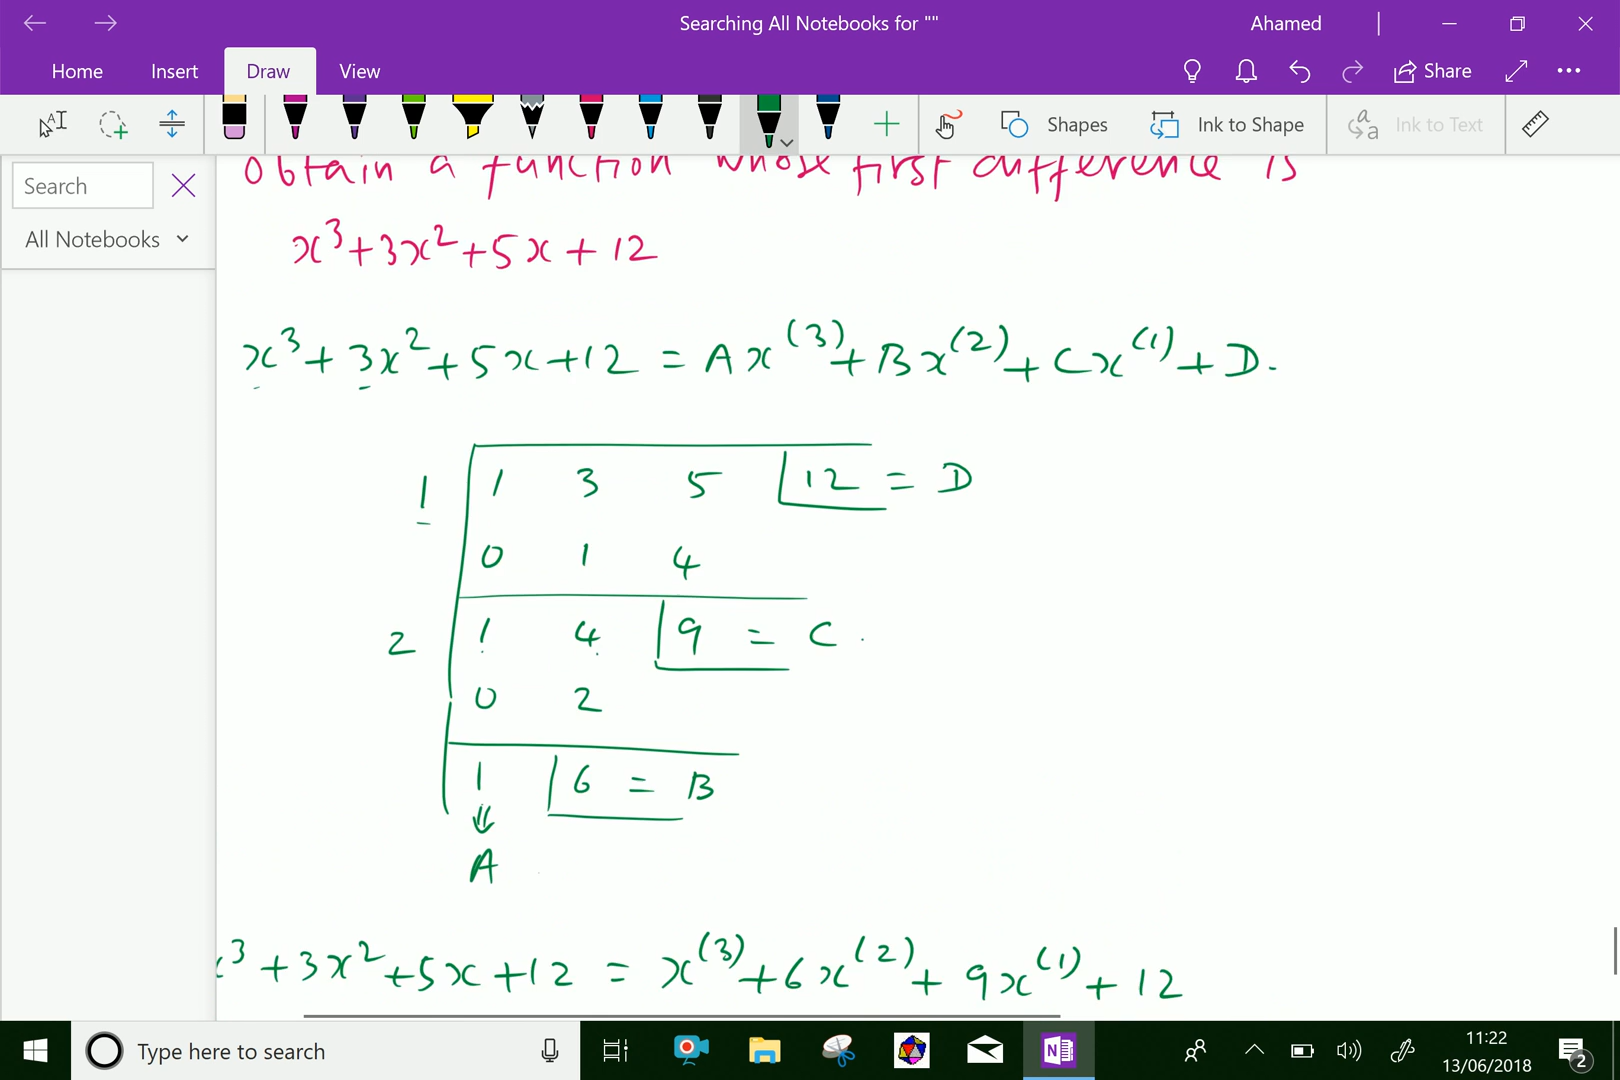 Searching All Notebooks for ""
Ahamed
Home Insert Draw View
Share
Shapes
Ink to Shape
Ink to Text
Search
All Notebooks
obtain a function whose first difference is
x³+3x²+5x+12
x³+3x²+5x+12 = Ax⁽³⁾+Bx⁽²⁾+Cx⁽¹⁾+D.
1 1 3 5 12 = D
0 1 4
2 1 4 9 = C.
0 2
1 6 = B
⇓
A
³+3x²+5x+12 = x⁽³⁾+6x⁽²⁾+9x⁽¹⁾+12
Type here to search
11:22
13/06/2018
2